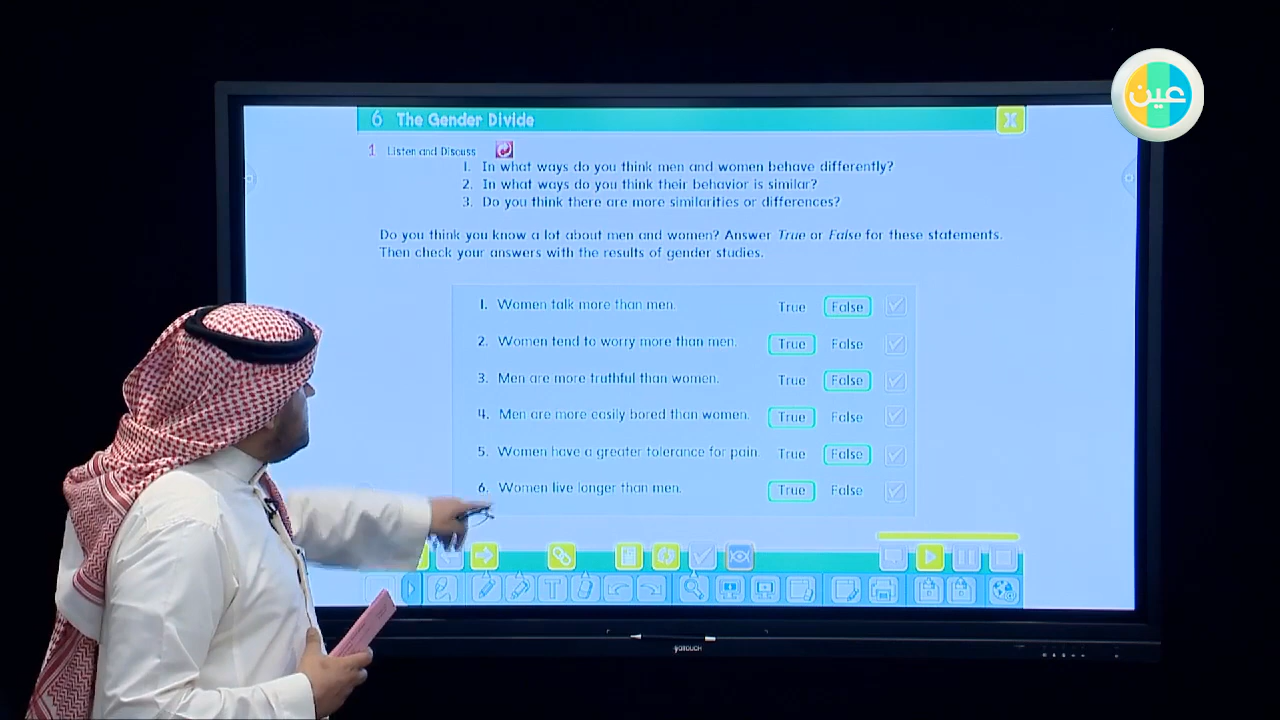 عين
6 The Gender Divide
1 Listen and Discuss
1. In what ways do you think men and women behave differently?
2. In what ways do you think their behavior is similar?
3. Do you think there are more similarities or differences?
Do you think you know a lot about men and women? Answer True or False for these statements.
Then check your answers with the results of gender studies.
1. Women talk more than men. True False
2. Women tend to worry more than men. True False
3. Men are more truthful than women. True False
4. Men are more easily bored than women. True False
5. Women have a greater tolerance for pain. True False
6. Women live longer than men. True False